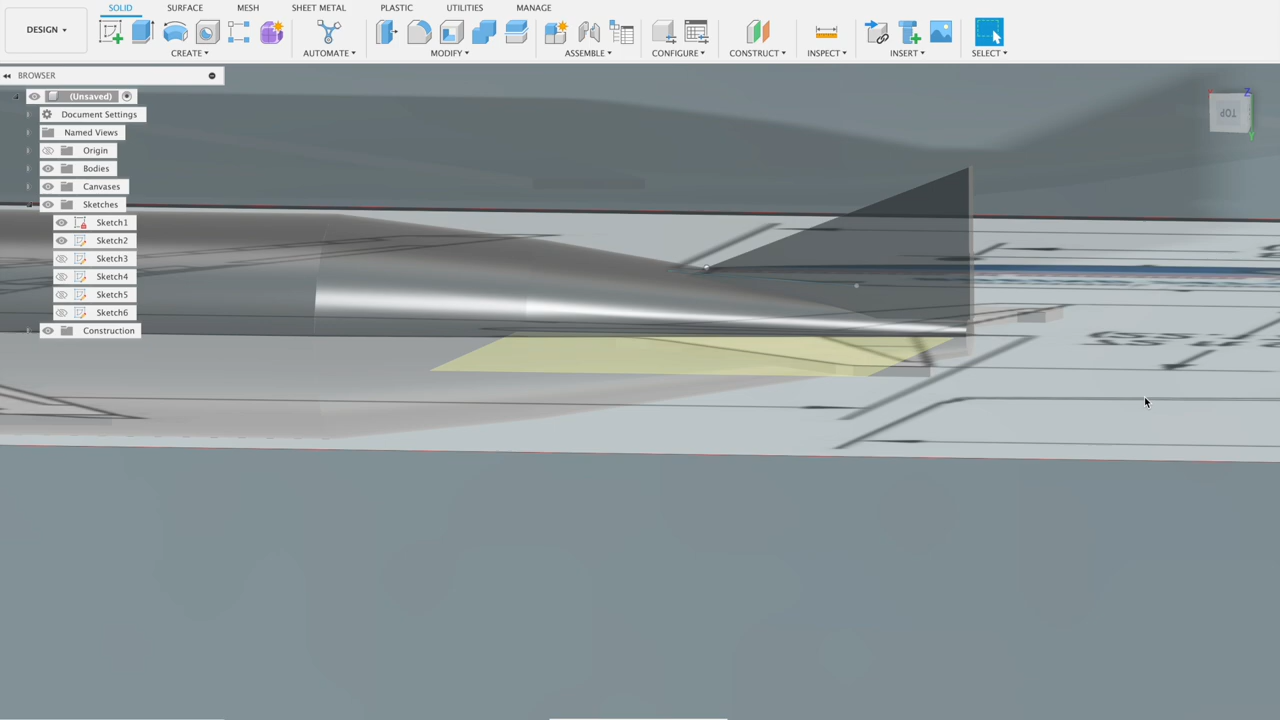 SOLID SURFACE MESH SHEET METAL PLASTIC UTILITIES MANAGE
DESIGN
CREATE AUTOMATE MODIFY ASSEMBLE CONFIGURE CONSTRUCT INSPECT INSERT SELECT
BROWSER
(Unsaved)
Document Settings
Named Views
Origin
Bodies
Canvases
Sketches
Sketch1
Sketch2
Sketch3
Sketch4
Sketch5
Sketch6
Construction
TOP
Z
Y